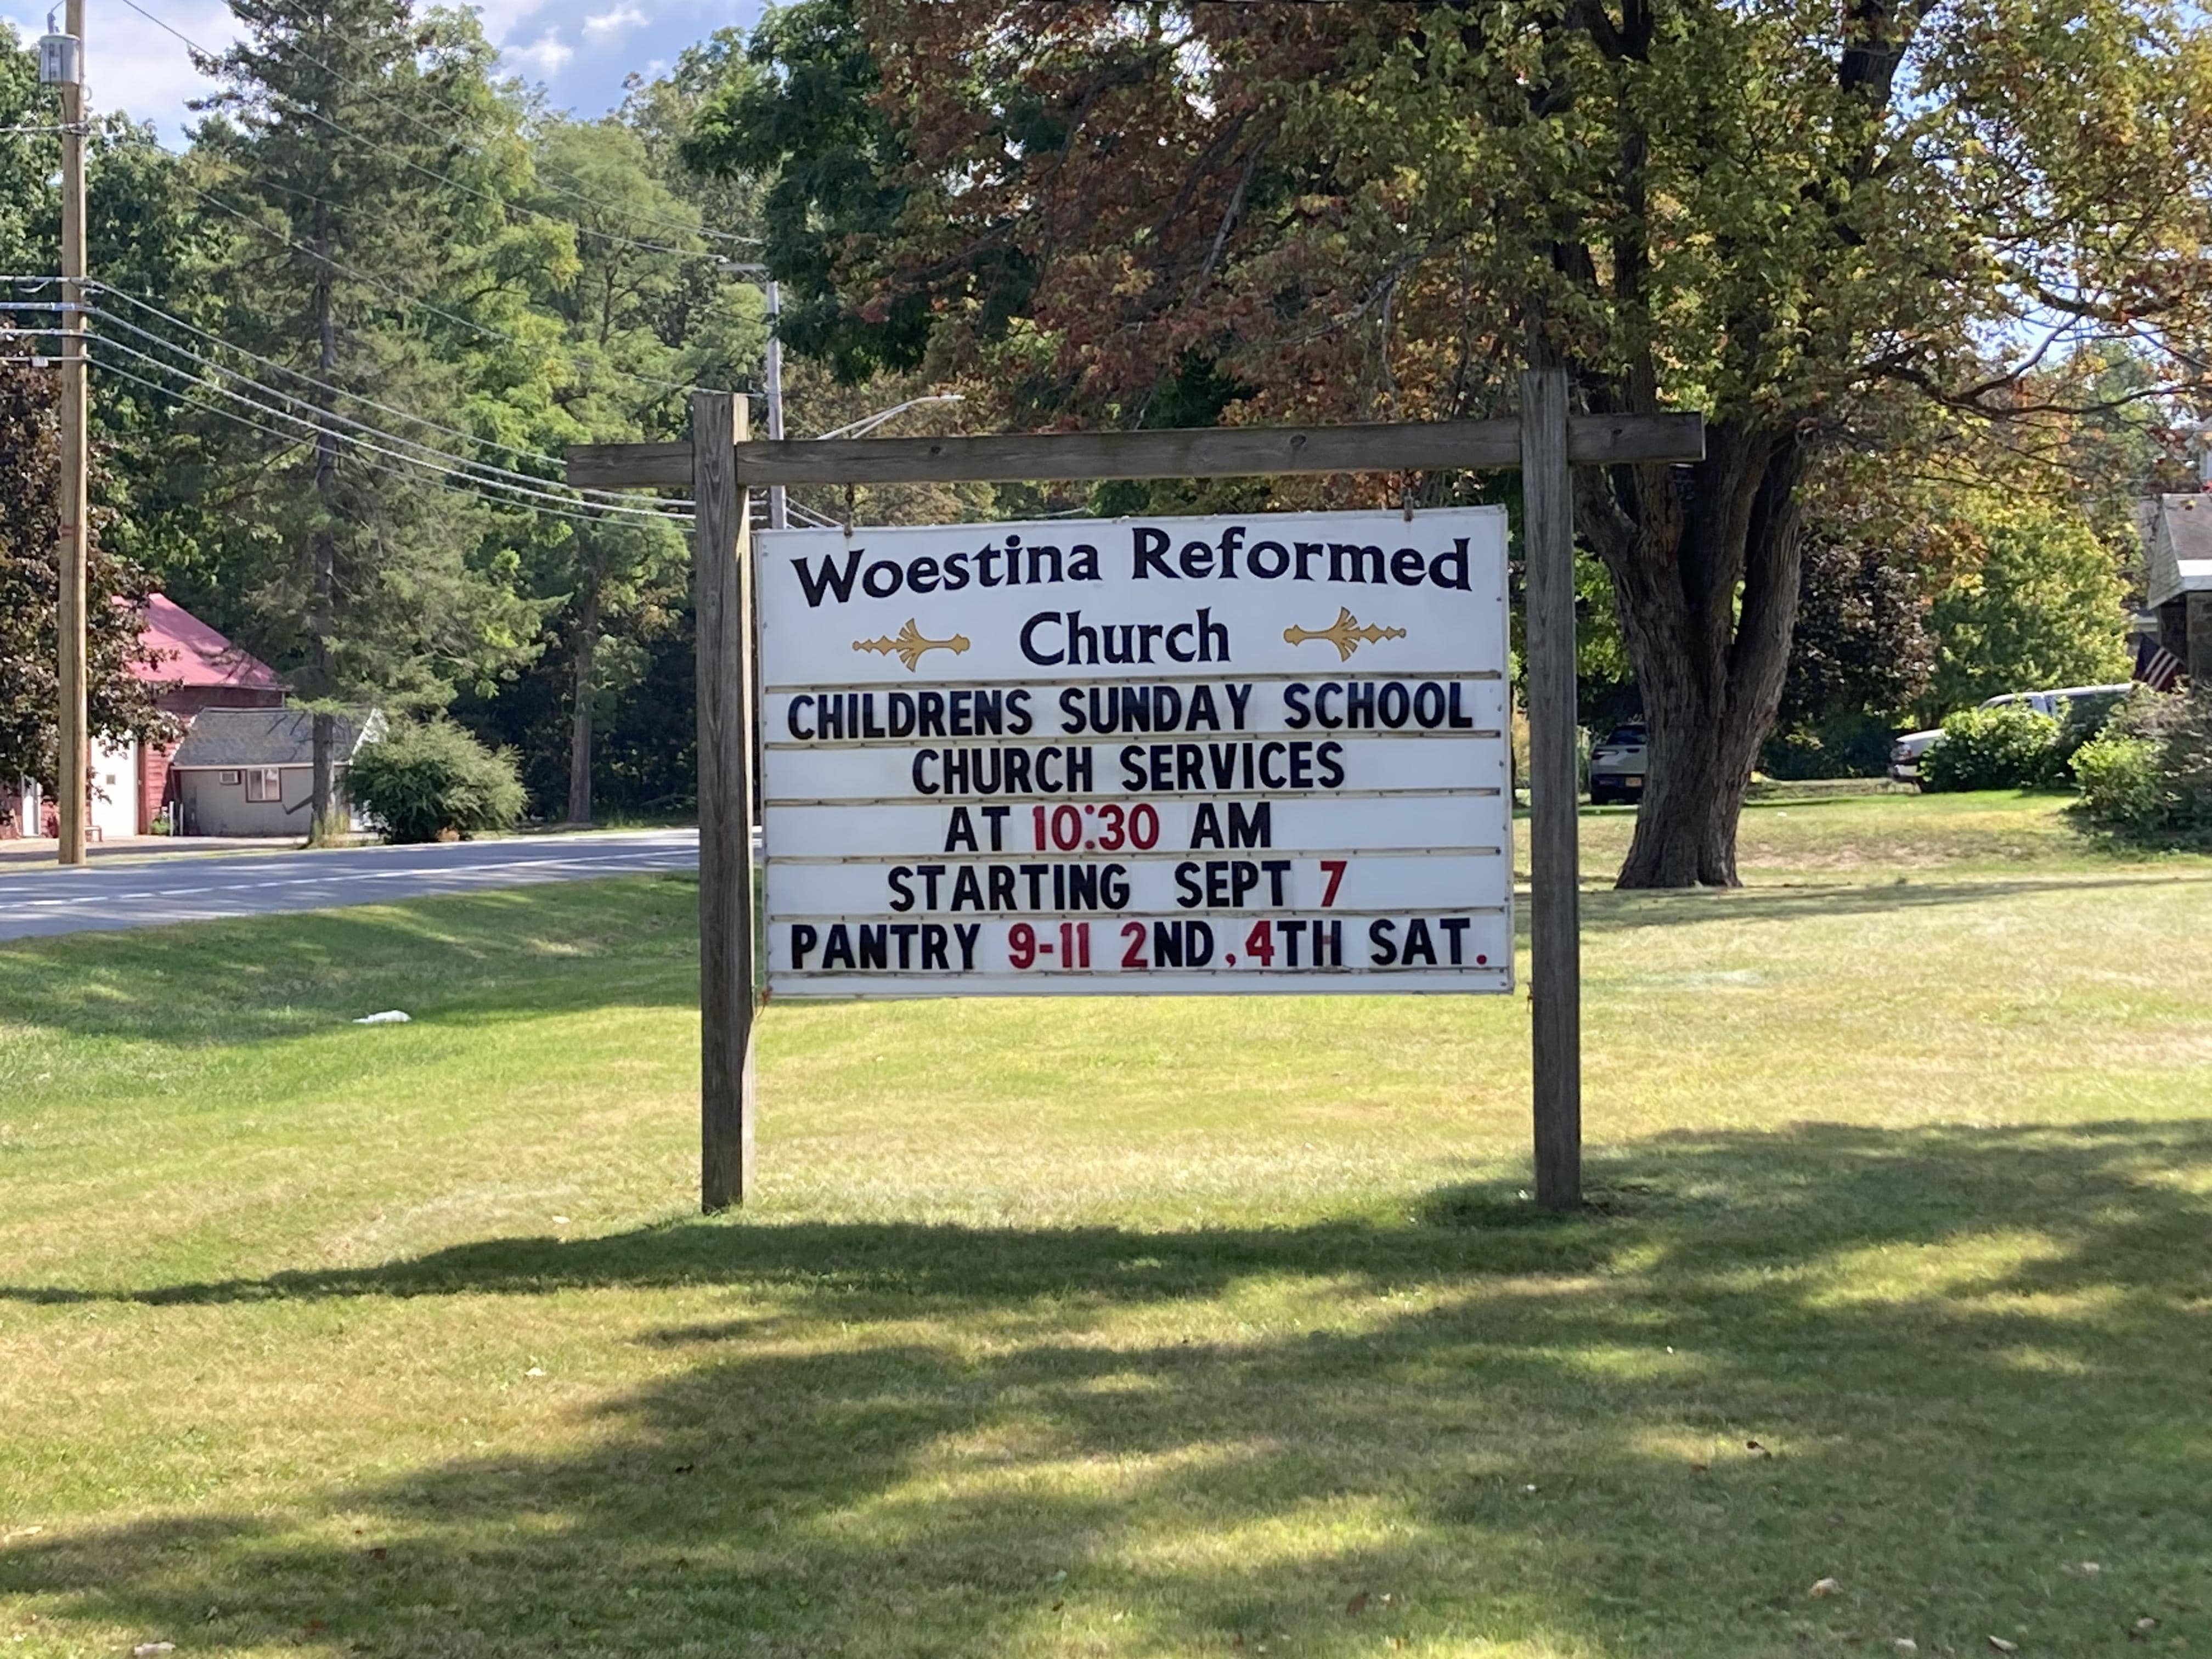 Woestina Reformed
Church
CHILDRENS SUNDAY SCHOOL
CHURCH SERVICES
AT 10:30 AM
STARTING SEPT 7
PANTRY 9-11 2ND, 4TH SAT.